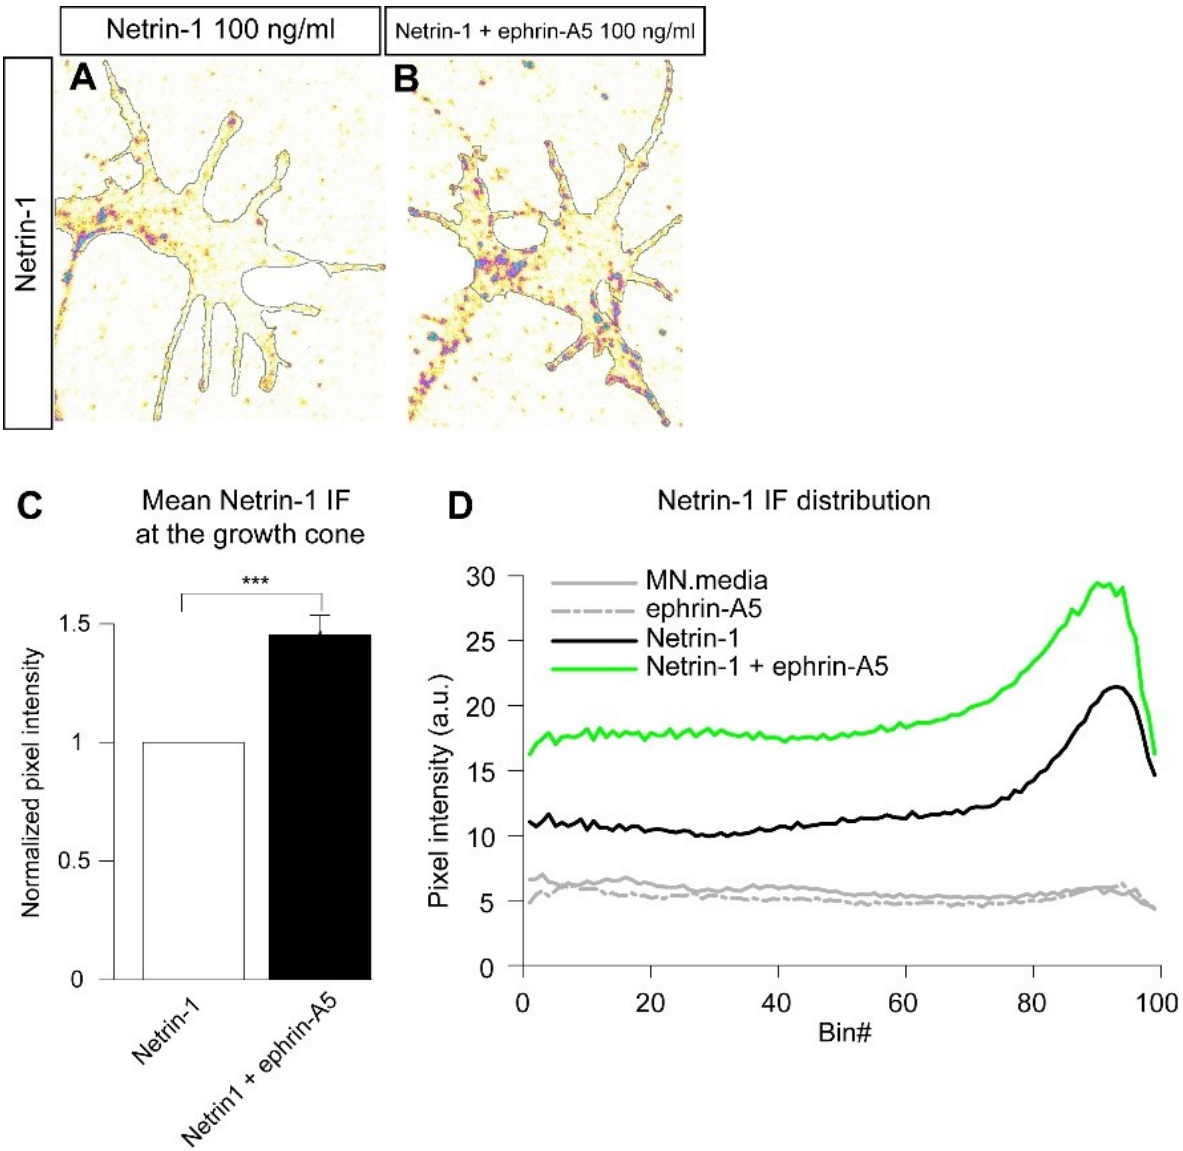 Netrin-1 100 ng/ml
Netrin-1 + ephrin-A5 100 ng/ml
A
B
Netrin-1
C
Mean Netrin-1 IF
at the growth cone
***
1.5
1
0.5
0
Normalized pixel intensity
Netrin-1
Netrin1 + ephrin-A5
D
Netrin-1 IF distribution
MN.media
ephrin-A5
Netrin-1
Netrin-1 + ephrin-A5
30
25
20
15
10
5
0
Pixel intensity (a.u.)
0 20 40 60 80 100
Bin#